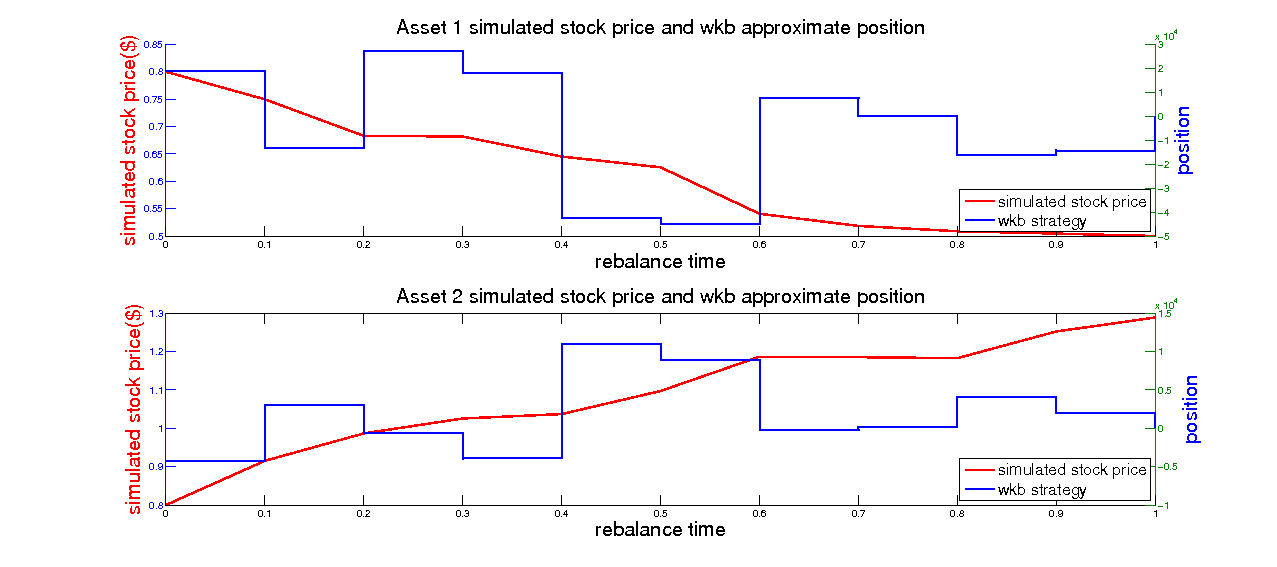 Asset 1 simulated stock price and wkb approximate position
x 10^4
simulated stock price($)
0.85
0.8
0.75
0.7
0.65
0.6
0.55
0.5
3
2
1
0
−1
−2
−3
−4
−5
position
simulated stock price
wkb strategy
0 0.1 0.2 0.3 0.4 0.5 0.6 0.7 0.8 0.9 1
rebalance time
Asset 2 simulated stock price and wkb approximate position
x 10^4
simulated stock price($)
1.3
1.2
1.1
1
0.9
0.8
1.5
1
0.5
0
−0.5
−1
position
simulated stock price
wkb strategy
0 0.1 0.2 0.3 0.4 0.5 0.6 0.7 0.8 0.9 1
rebalance time